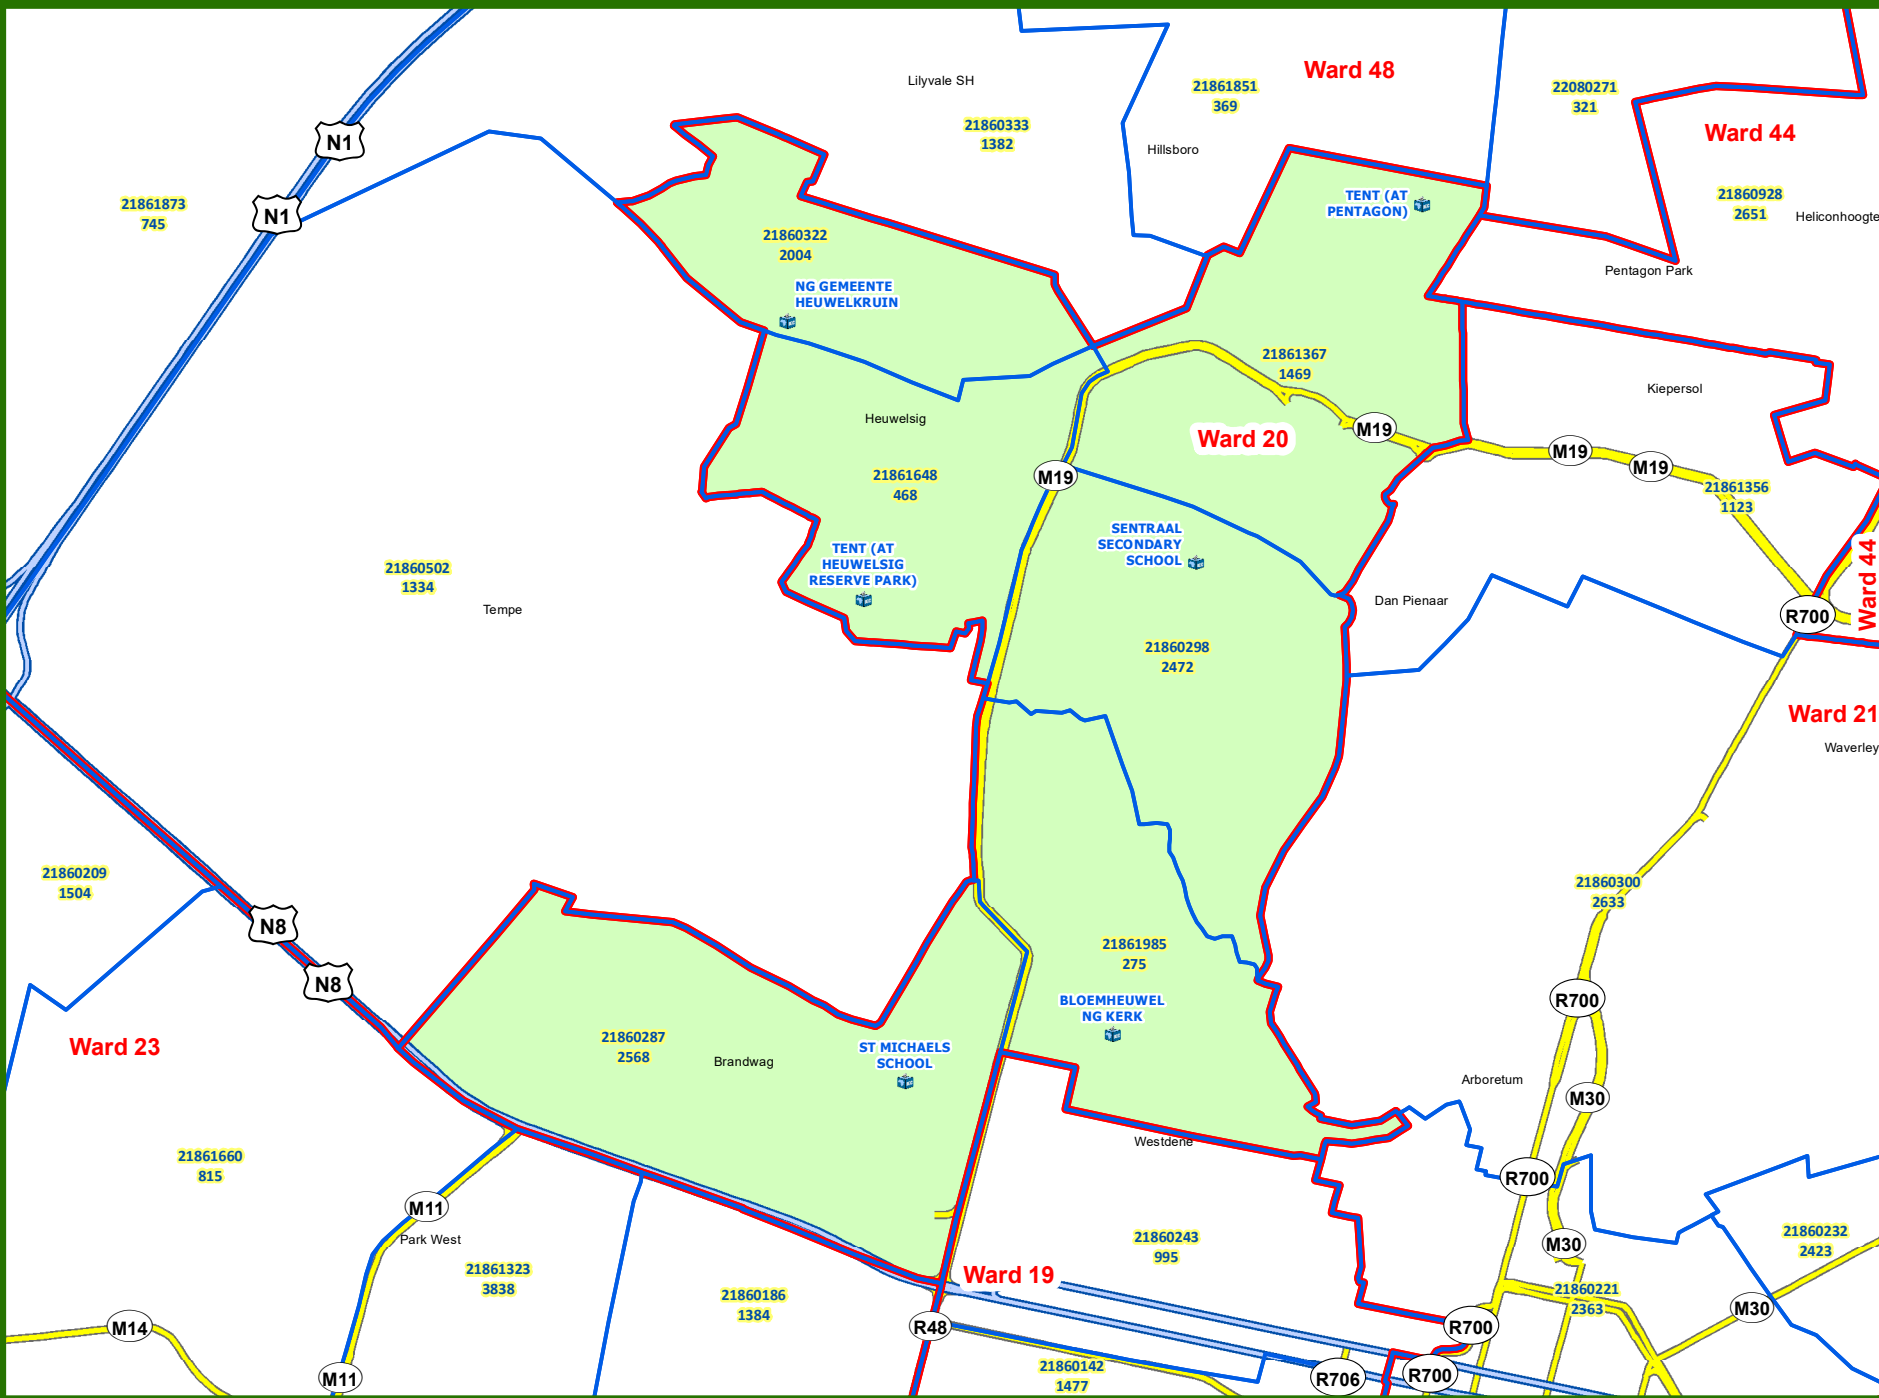 Lilyvale SH
Ward 48
21861851
369
22080271
321
21860333
1382
Ward 44
Hillsboro
N1
N1
21861873
745
TENT (AT
PENTAGON)
21860928
2651
Heliconhoogte
21860322
2004
Pentagon Park
NG GEMEENTE
HEUWELKRUIN
21861367
1469
Kiepersol
Heuwelsig
Ward 20
M19
M19
M19
M19
21861648
468
21861356
1123
SENTRAAL
SECONDARY
SCHOOL
TENT (AT
HEUWELSIG
RESERVE PARK)
21860502
1334
Tempe
Dan Pienaar
Ward 44
R700
21860298
2472
Ward 21
Waverley
21860209
1504
21860300
2633
N8
N8
21861985
275
BLOEMHEUWEL
NG KERK
R700
Ward 23
21860287
2568
Brandwag
ST MICHAELS
SCHOOL
Arboretum
M30
Westdene
21861660
815
R700
M11
Park West
21860243
995
M30
21860232
2423
21861323
3838
Ward 19
21860186
1384
21860221
2363
M30
M14
R48
R700
21860142
1477
M11
R706
R700